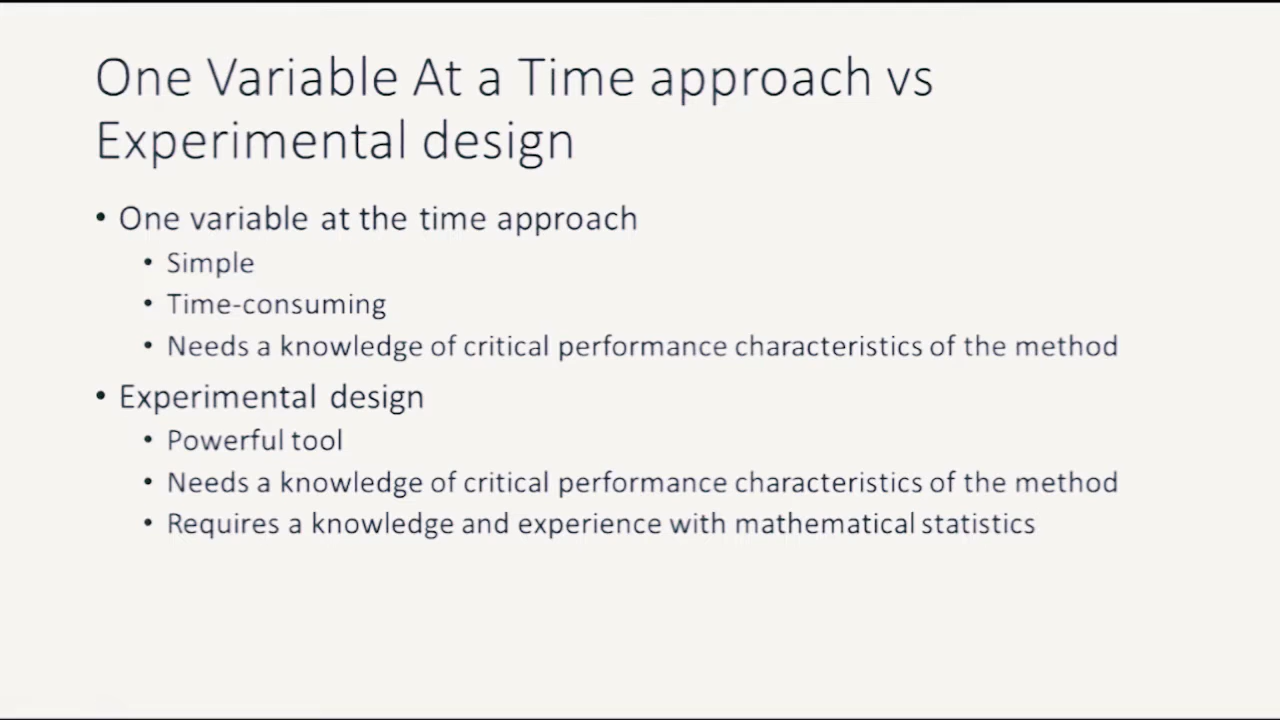 One Variable At a Time approach vs
Experimental design
• One variable at the time approach
• Simple
• Time-consuming
• Needs a knowledge of critical performance characteristics of the method
• Experimental design
• Powerful tool
• Needs a knowledge of critical performance characteristics of the method
• Requires a knowledge and experience with mathematical statistics